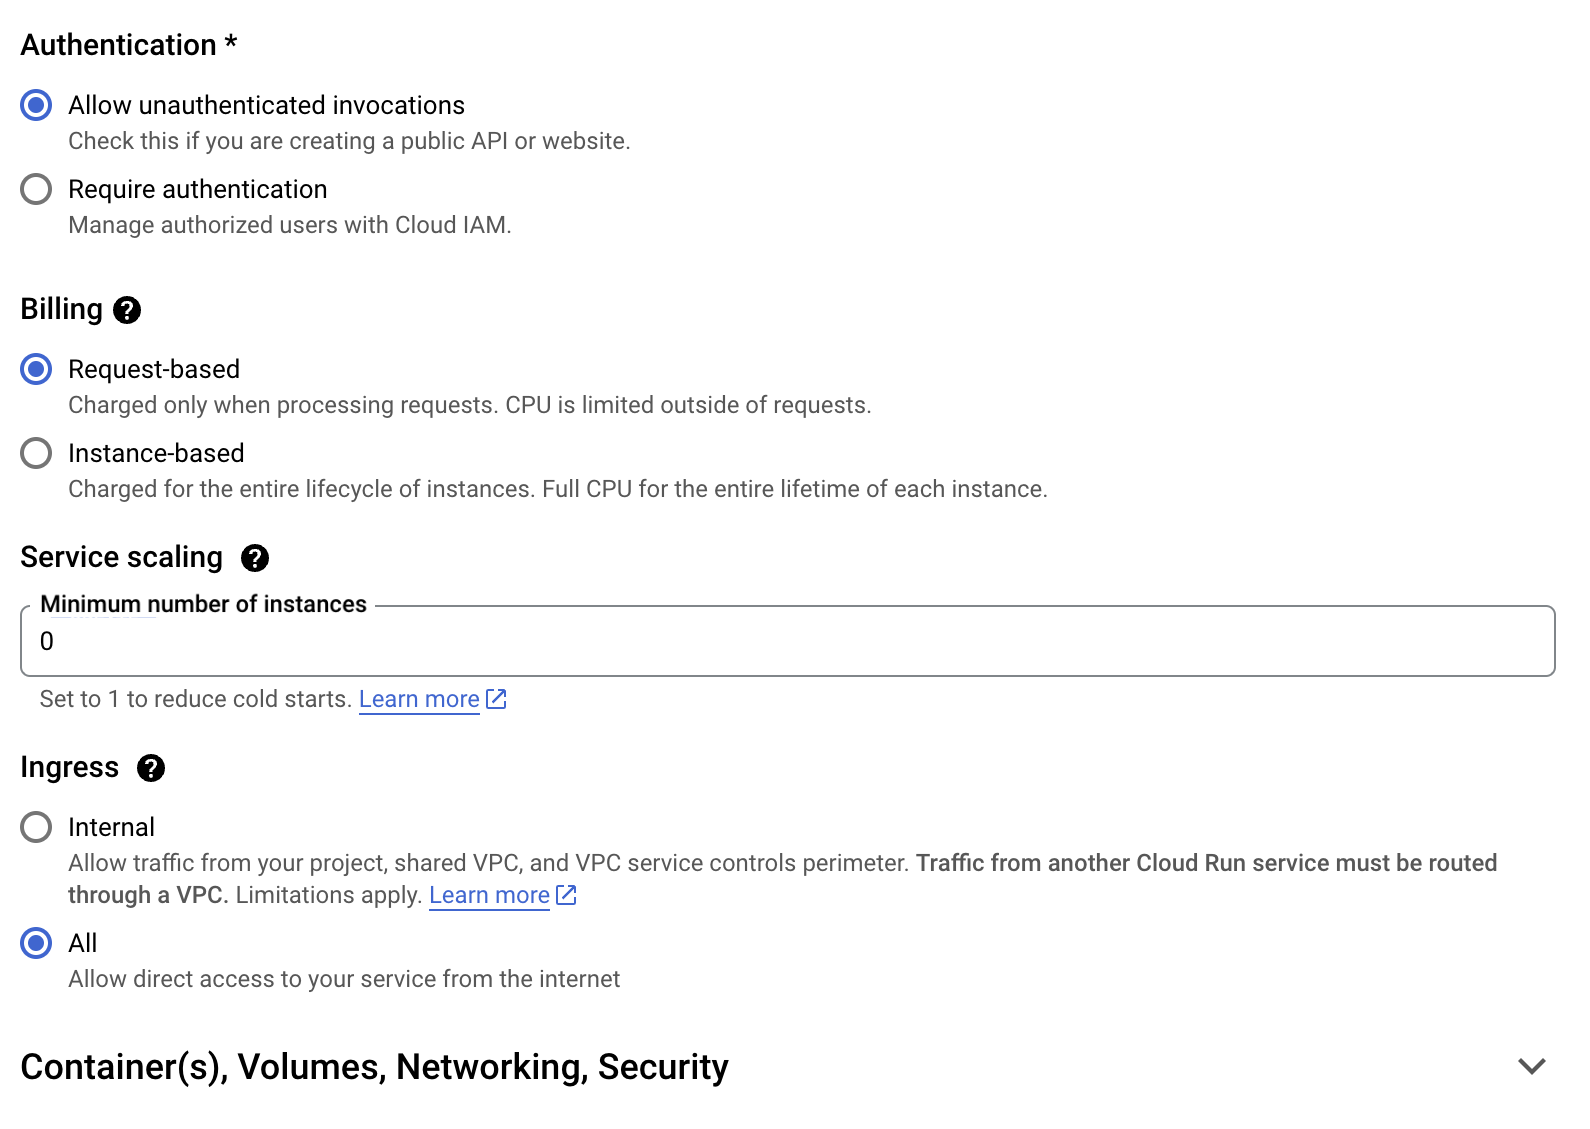 Authentication *
Allow unauthenticated invocations
Check this if you are creating a public API or website.
Require authentication
Manage authorized users with Cloud IAM.
Billing ?
Request-based
Charged only when processing requests. CPU is limited outside of requests.
Instance-based
Charged for the entire lifecycle of instances. Full CPU for the entire lifetime of each instance.
Service scaling ?
Minimum number of instances
0
Set to 1 to reduce cold starts. Learn more
Ingress ?
Internal
Allow traffic from your project, shared VPC, and VPC service controls perimeter. Traffic from another Cloud Run service must be routed
through a VPC. Limitations apply. Learn more
All
Allow direct access to your service from the internet
Container(s), Volumes, Networking, Security